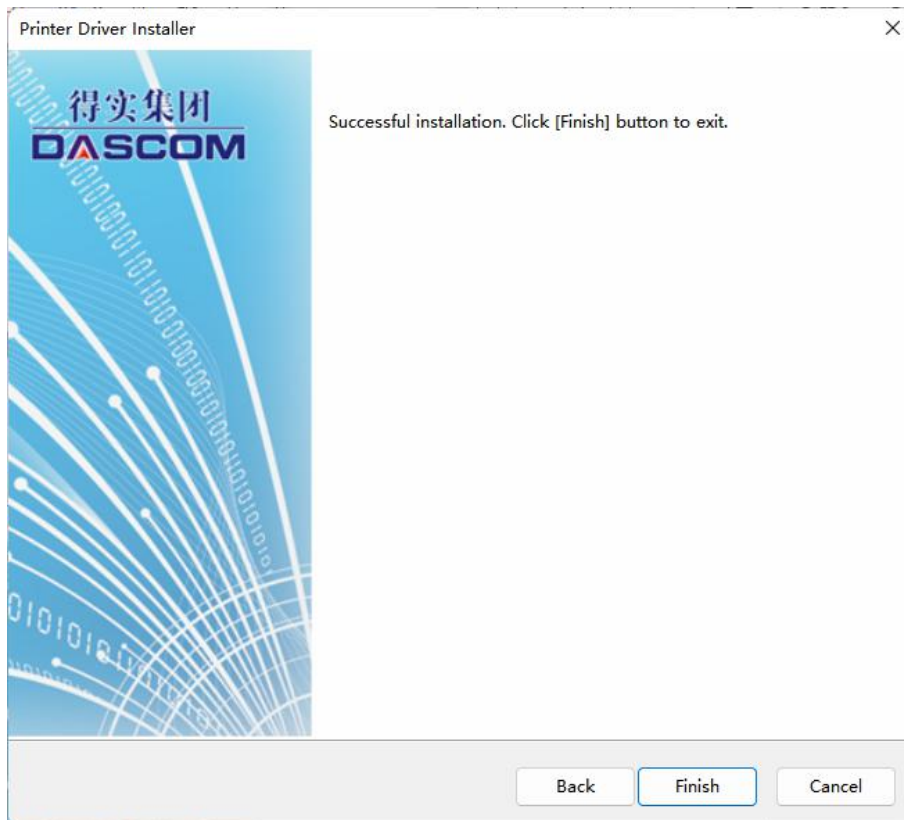 Printer Driver Installer
得实集团
DASCOM
Successful installation. Click [Finish] button to exit.
Back
Finish
Cancel